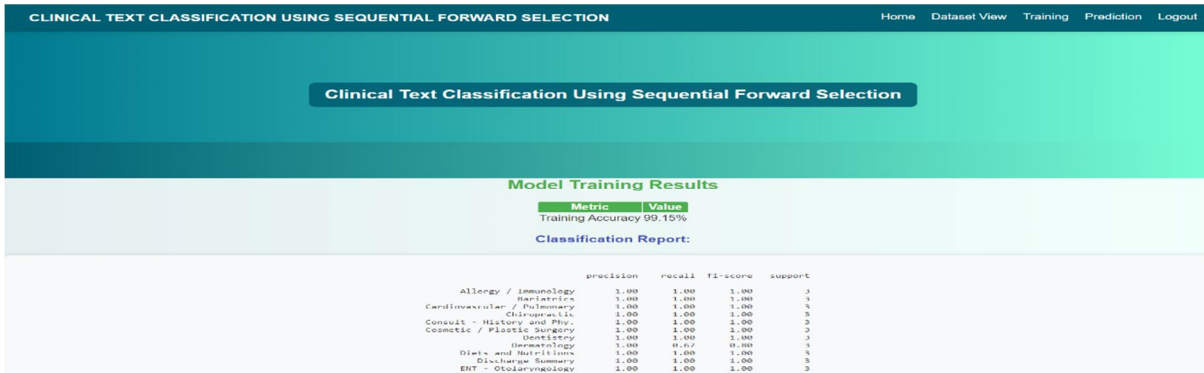 CLINICAL TEXT CLASSIFICATION USING SEQUENTIAL FORWARD SELECTION Home Dataset View Training Prediction Logout
Clinical Text Classification Using Sequential Forward Selection
Model Training Results
Metric Value
Training Accuracy 99.15%
Classification Report:
precision recall f1-score support
Allergy / Immunology 1.00 1.00 1.00 3
Bariatrics 1.00 1.00 1.00 3
Cardiovascular / Pulmonary 1.00 1.00 1.00 3
Chiropractic 1.00 1.00 1.00 3
Consult - History and Phy. 1.00 1.00 1.00 3
Cosmetic / Plastic Surgery 1.00 1.00 1.00 3
Dentistry 1.00 1.00 1.00 3
Dermatology 1.00 0.67 0.80 3
Diets and Nutritions 1.00 1.00 1.00 3
Discharge Summary 1.00 1.00 1.00 3
ENT - Otolaryngology 1.00 1.00 1.00 3